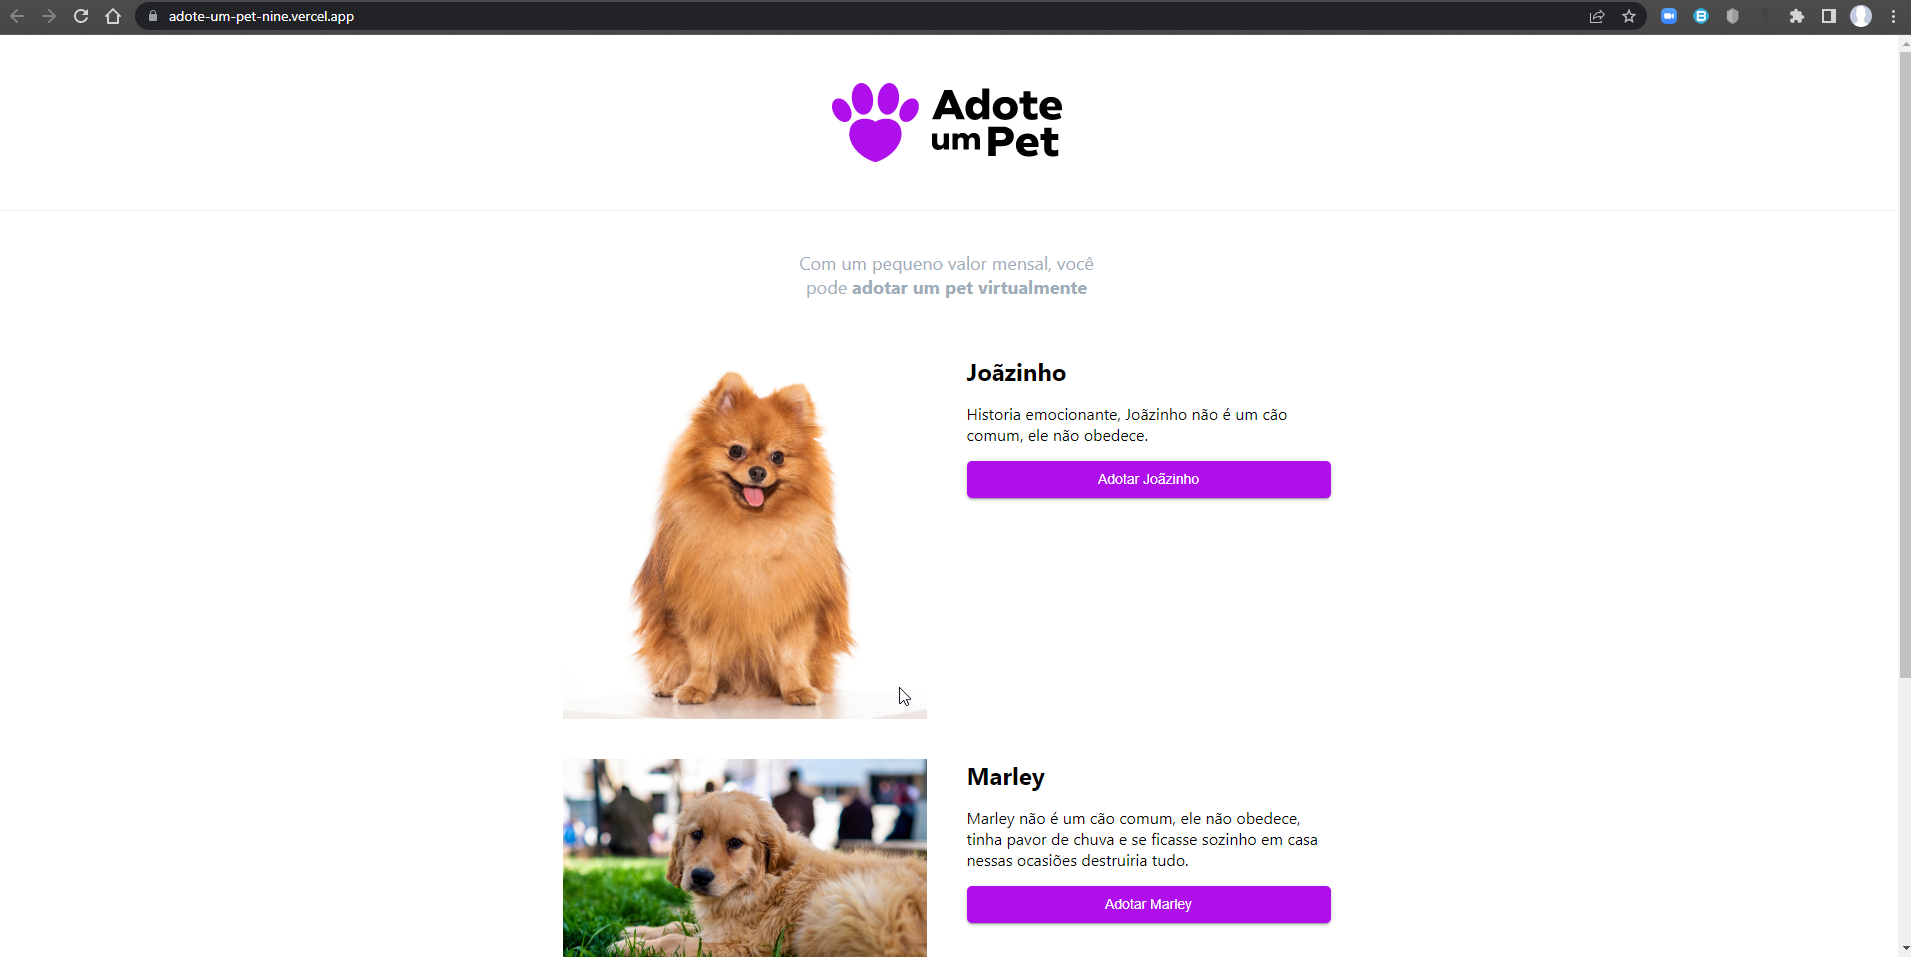 adote-um-pet-nine.vercel.app
Adote
um Pet
Com um pequeno valor mensal, você
pode adotar um pet virtualmente
Joãzinho
Historia emocionante, Joãzinho não é um cão
comum, ele não obedece.
Adotar Joãzinho
Marley
Marley não é um cão comum, ele não obedece,
tinha pavor de chuva e se ficasse sozinho em casa
nessas ocasiões destruiria tudo.
Adotar Marley